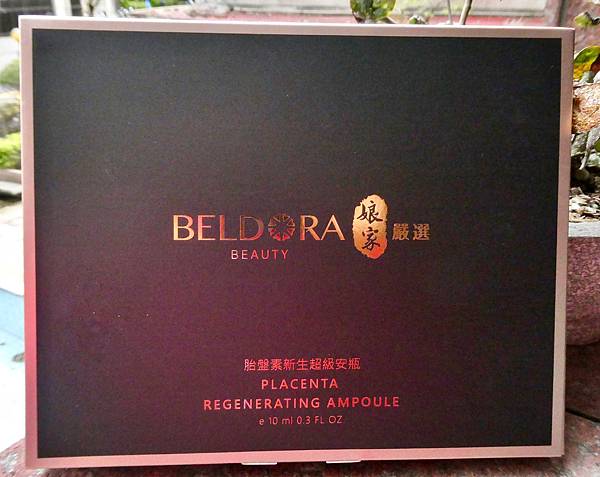 BELDORA 娘家 嚴選
BEAUTY
胎盤素新生超級安瓶
PLACENTA
REGENERATING AMPOULE
e 10 ml 0.3 FL OZ